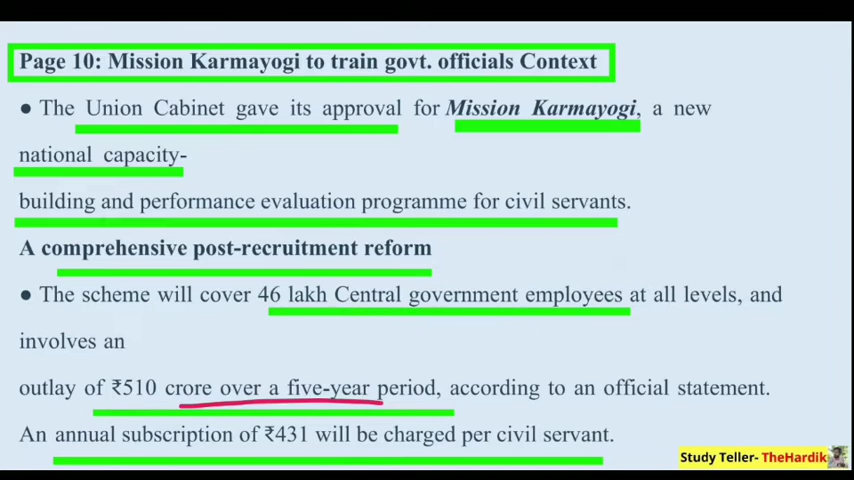 Page 10: Mission Karmayogi to train govt. officials Context
● The Union Cabinet gave its approval for Mission Karmayogi, a new
national capacity-
building and performance evaluation programme for civil servants.
A comprehensive post-recruitment reform
● The scheme will cover 46 lakh Central government employees at all levels, and
involves an
outlay of ₹510 crore over a five-year period, according to an official statement.
An annual subscription of ₹431 will be charged per civil servant.
Study Teller- TheHardik